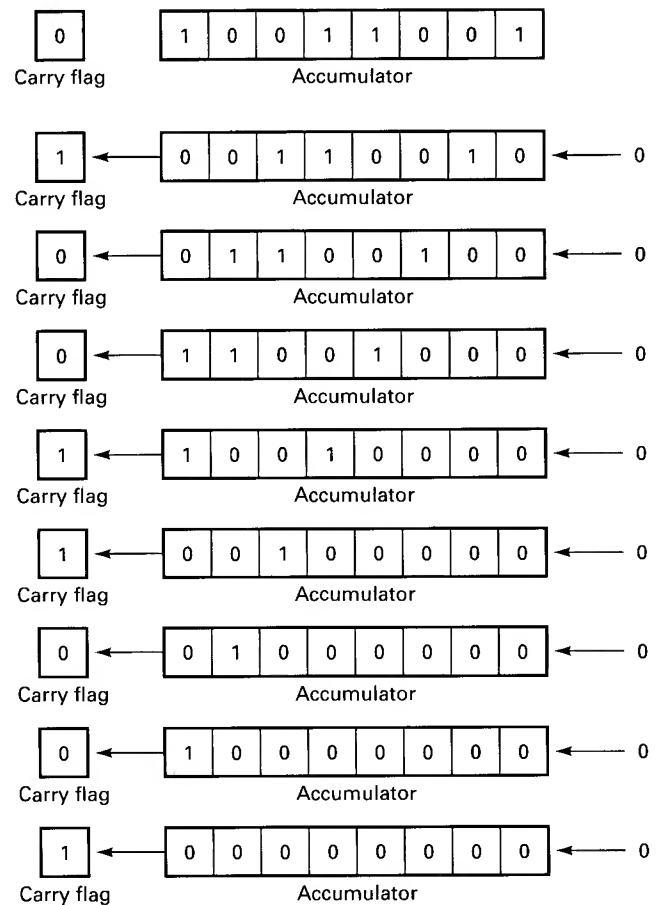 0 1 0 0 1 1 0 0 1
Carry flag Accumulator
1 0 0 1 1 0 0 1 0 0
Carry flag Accumulator
0 0 1 1 0 0 1 0 0 0
Carry flag Accumulator
0 1 1 0 0 1 0 0 0 0
Carry flag Accumulator
1 1 0 0 1 0 0 0 0 0
Carry flag Accumulator
1 0 0 1 0 0 0 0 0 0
Carry flag Accumulator
0 0 1 0 0 0 0 0 0 0
Carry flag Accumulator
0 1 0 0 0 0 0 0 0 0
Carry flag Accumulator
1 0 0 0 0 0 0 0 0 0
Carry flag Accumulator